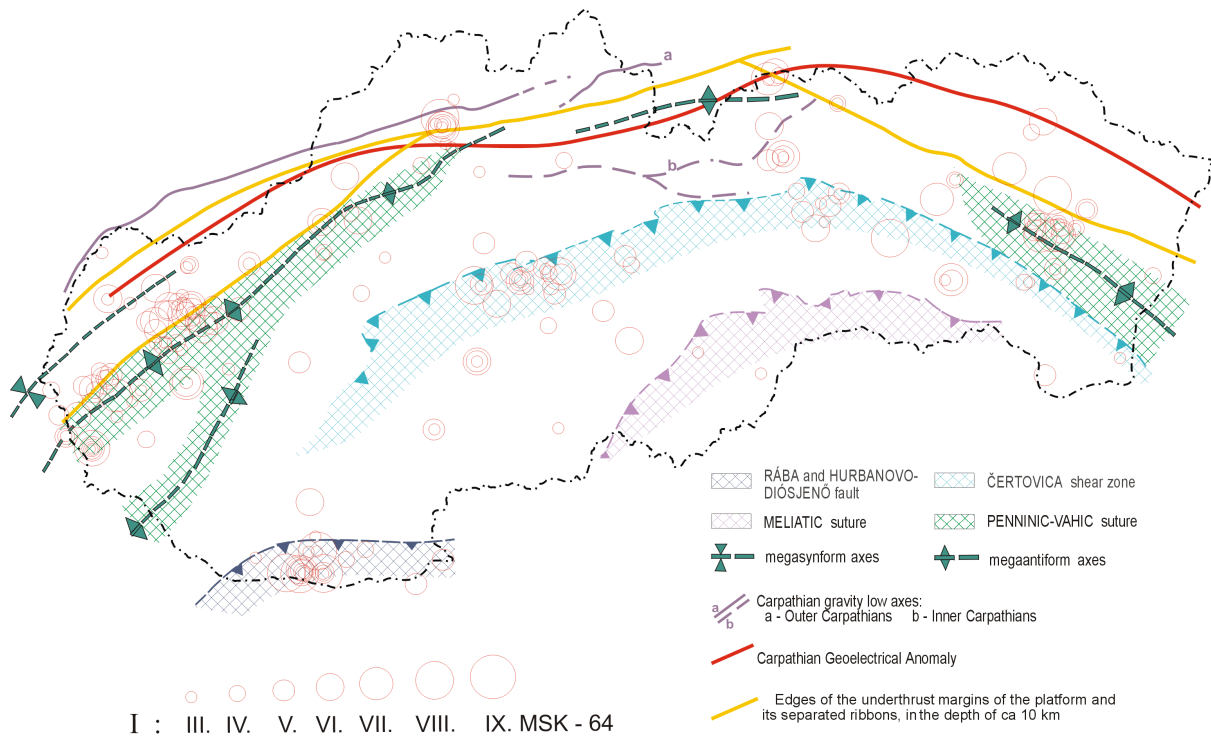 a
b
RÁBA and HURBANOVO-
DIÓSJENŐ fault
ČERTOVICA shear zone
MELIATIC suture
PENNINIC-VAHIC suture
megasynform axes
megaantiform axes
a
b
Carpathian gravity low axes:
a - Outer Carpathians b - Inner Carpathians
Carpathian Geoelectrical Anomaly
Edges of the underthrust margins of the platform and
its separated ribbons, in the depth of ca 10 km
I : III. IV. V. VI. VII. VIII. IX. MSK - 64